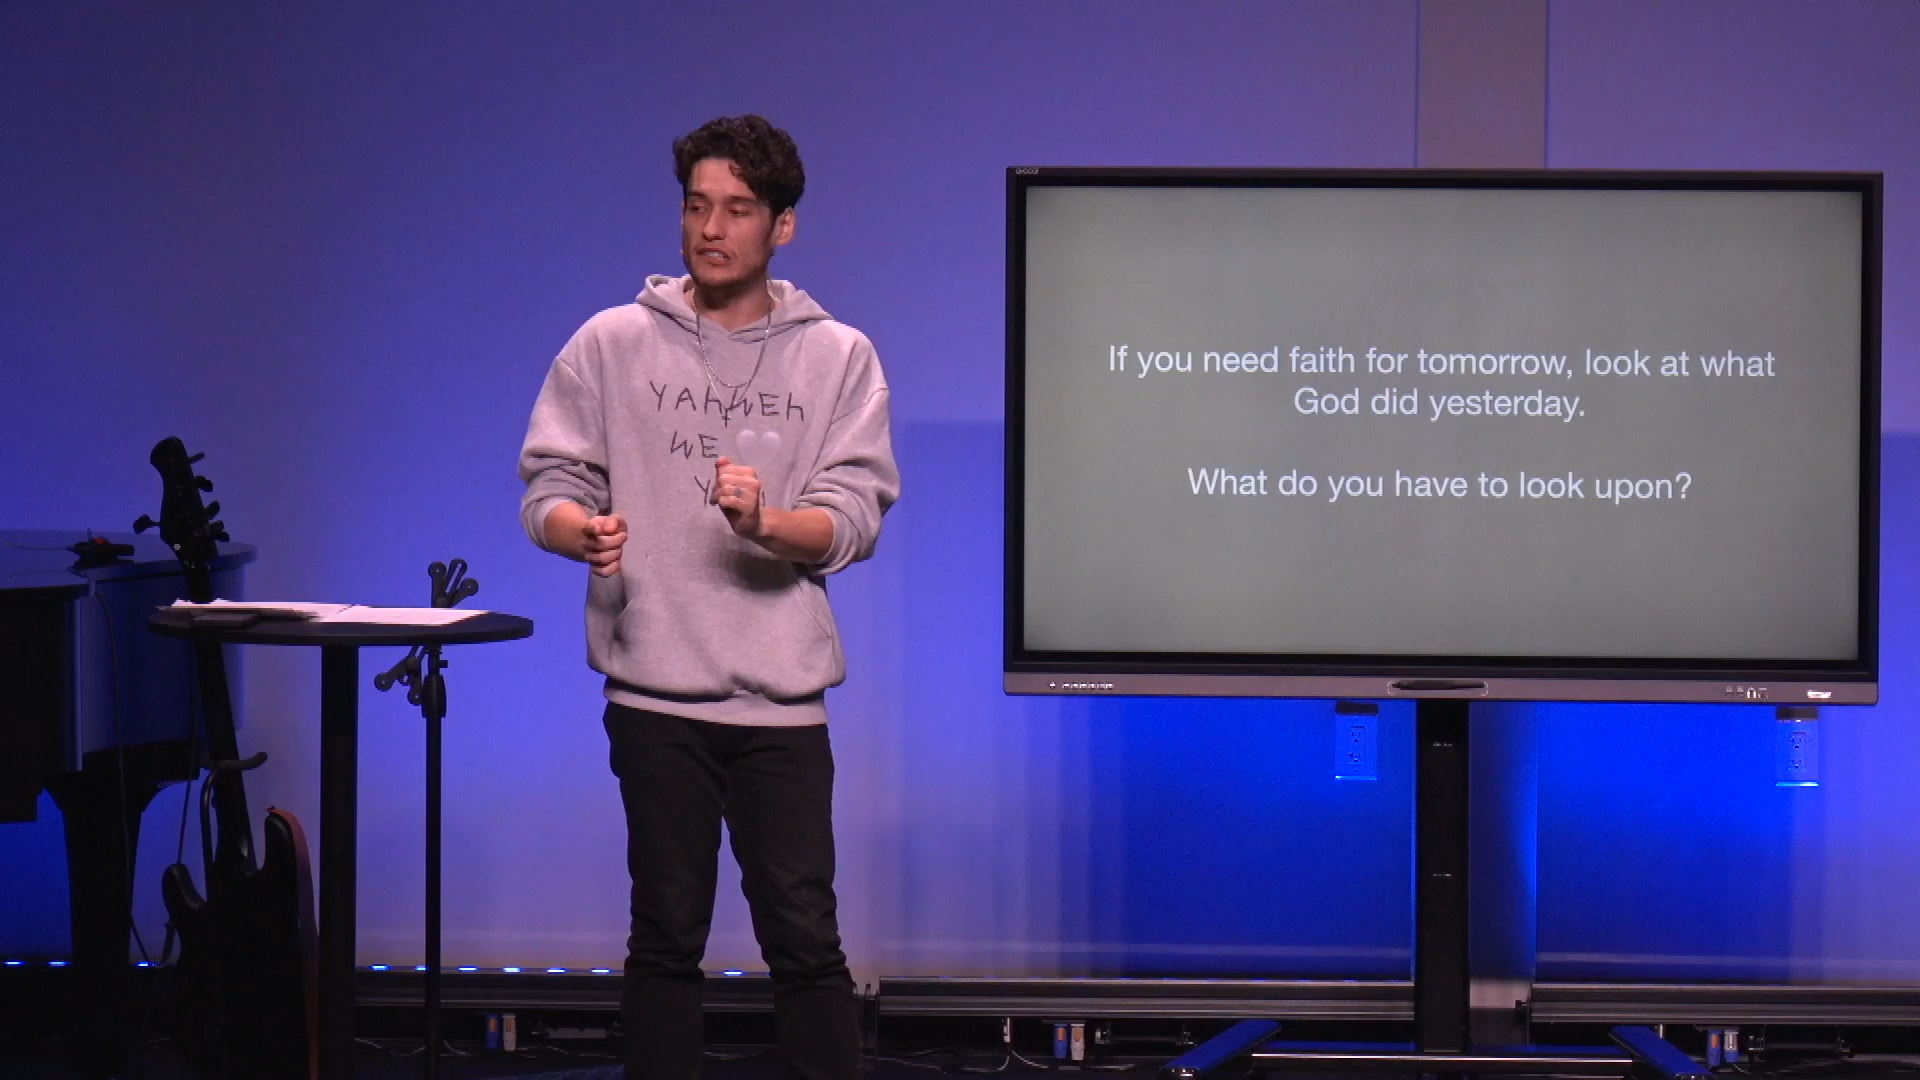 YAHWEH
WE 🤍
avocor
If you need faith for tomorrow, look at what
God did yesterday.
What do you have to look upon?